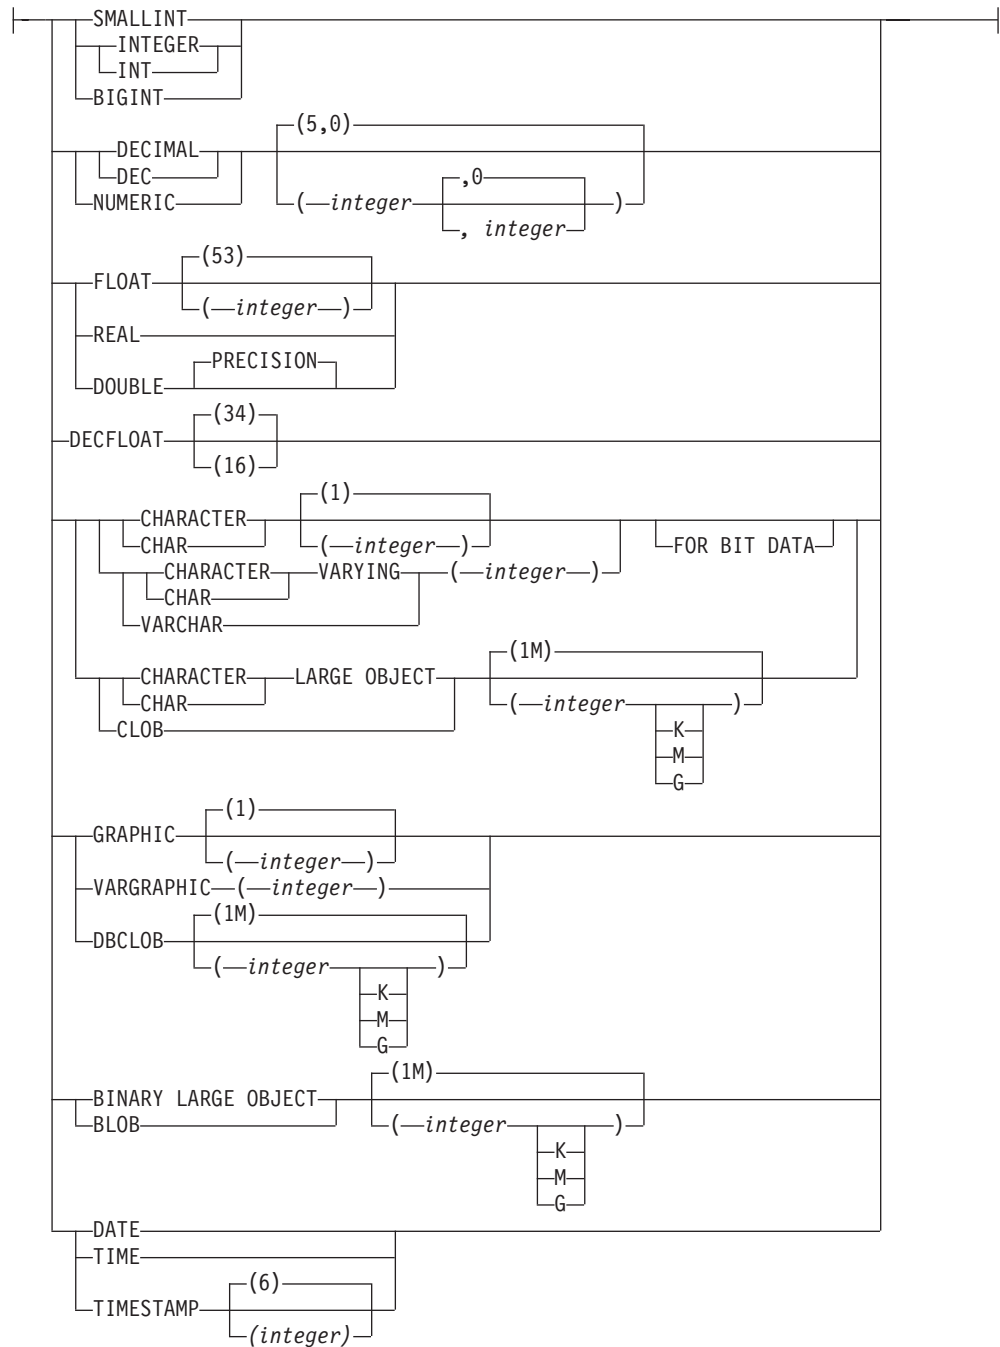 SMALLINT
INTEGER
INT
BIGINT
(5,0)
DECIMAL
DEC
NUMERIC ( integer ,0 )
, integer
(53)
FLOAT
( integer )
REAL
PRECISION
DOUBLE
(34)
DECFLOAT
(16)
(1)
CHARACTER
CHAR ( integer ) FOR BIT DATA
CHARACTER VARYING ( integer )
CHAR
VARCHAR
(1M)
CHARACTER LARGE OBJECT
CHAR ( integer )
CLOB K
M
G
(1)
GRAPHIC
( integer )
VARGRAPHIC ( integer )
(1M)
DBCLOB
( integer )
K
M
G
(1M)
BINARY LARGE OBJECT
BLOB ( integer )
K
M
G
DATE
TIME
(6)
TIMESTAMP
(integer)